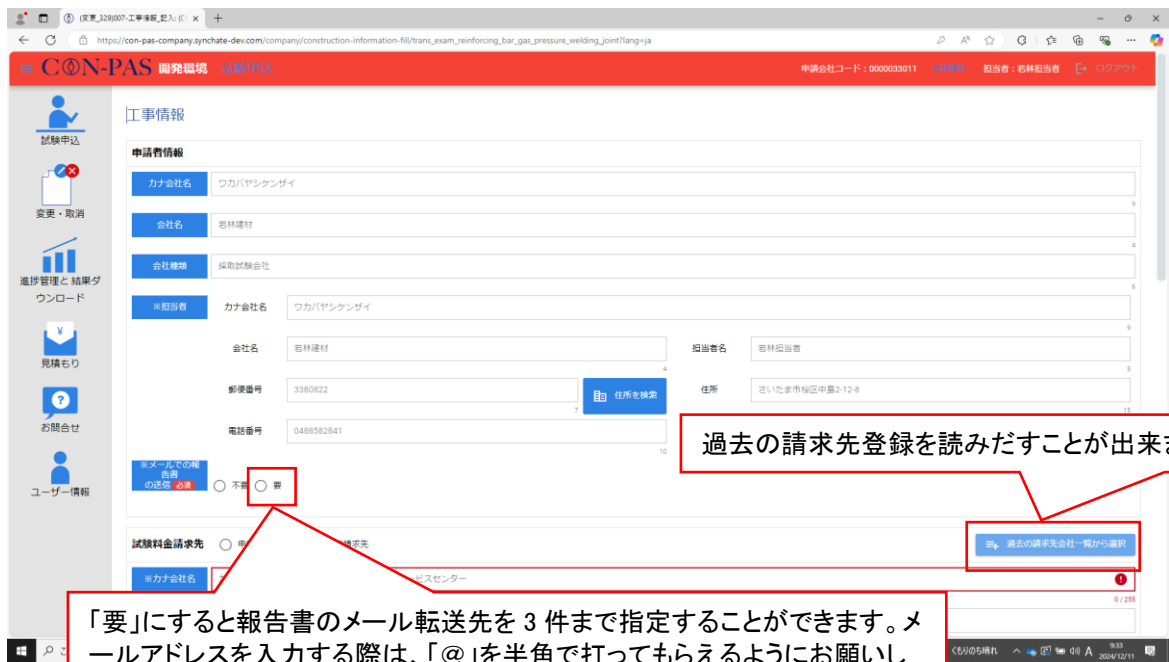 (変更_329)007-工事情報_記入: (C
https://con-pas-company.synchate-dev.com/company/construction-information-fill/trans_exam_reinforcing_bar_gas_pressure_welding_joint?lang=ja
CON-PAS 開発環境 試験申込 申請会社コード : 0000033011 若林建材 担当者 : 若林担当者 ログアウト
試験申込
変更・取消
進捗管理と 結果ダ
ウンロード
見積もり
お問合せ
ユーザー情報
工事情報
申請者情報
カナ会社名 ワカバヤシケンザイ
9
会社名 若林建材
4
会社種類 採取試験会社
6
※担当者 カナ会社名 ワカバヤシケンザイ
9
会社名 若林建材 担当者名 若林担当者
4 5
郵便番号 3380822 住所を検索 住所 さいたま市桜区中島2-12-8
7 15
電話番号 0488582841
10
過去の請求先登録を読みだすことが出来ま
※メールでの報
告書
の送信 必須 不要 要
試験料金請求先 請求先 過去の請求先会社一覧から選択
※カナ会社名 ービスセンター
0 / 255
「要」にすると報告書のメール転送先を 3 件まで指定することができます。メ
ールアドレスを入力する際は、「@」を半角で打ってもらえるようにお願いし
くもりのち晴れ A 9:33
2024/12/11